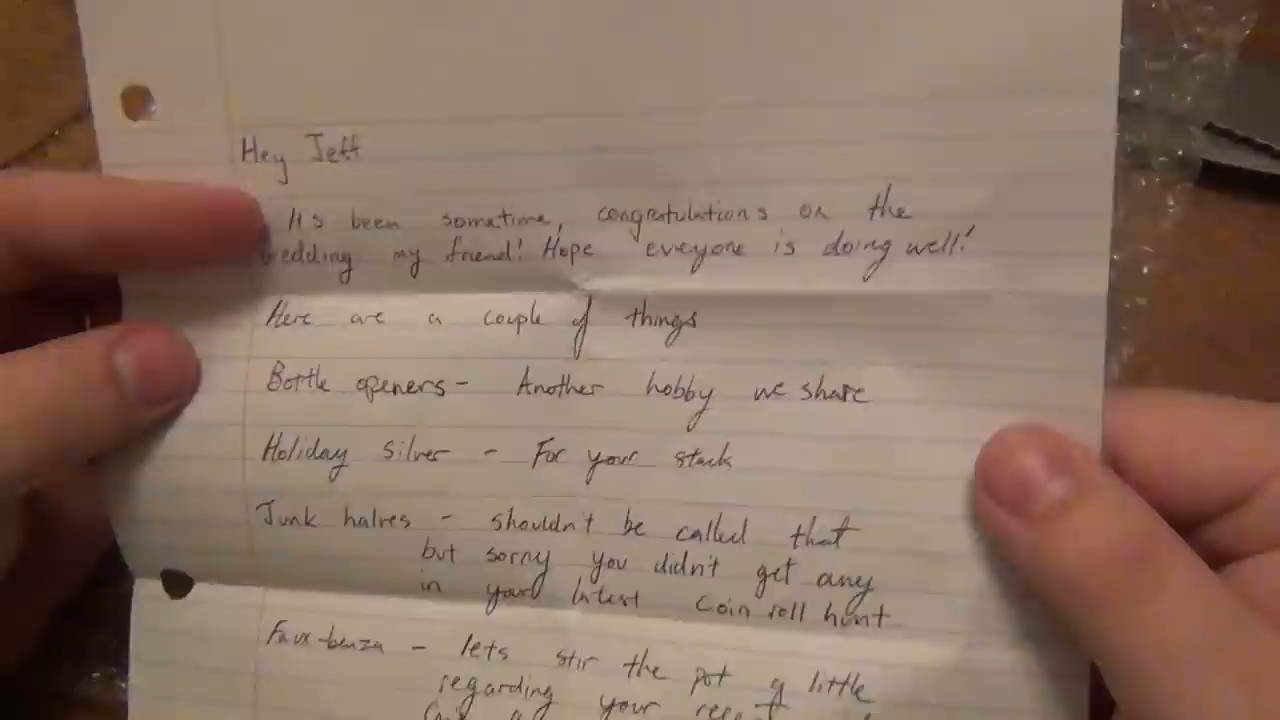 Hey Jeff
Its been sometime, congratulations on the
wedding my friend! Hope everyone is doing well!
Here are a couple of things
Bottle openers - Another hobby we share
Holiday Silver - For your stack
Junk halves - shouldn't be called that
but sorry you didn't get any
in your latest coin roll hunt
Faux-banza - lets stir the pot a little
regarding your recent